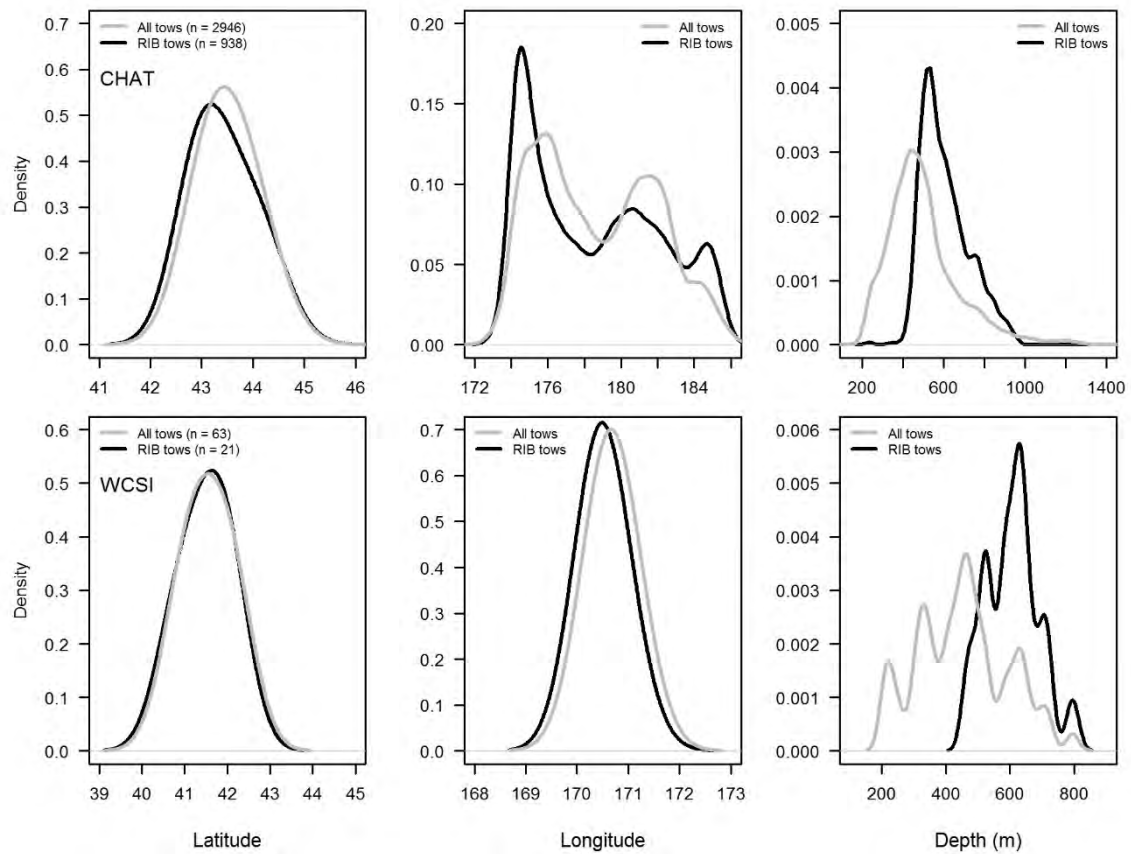 All tows (n = 2946)
RIB tows (n = 938)
CHAT
Density
0.7
0.6
0.5
0.4
0.3
0.2
0.1
0.0
41 42 43 44 45 46
All tows
RIB tows
0.20
0.15
0.10
0.05
0.00
172 176 180 184
All tows
RIB tows
0.005
0.004
0.003
0.002
0.001
0.000
200 600 1000 1400
All tows (n = 63)
RIB tows (n = 21)
WCSI
Density
0.6
0.5
0.4
0.3
0.2
0.1
0.0
39 40 41 42 43 44 45
Latitude
All tows
RIB tows
0.7
0.6
0.5
0.4
0.3
0.2
0.1
0.0
168 169 170 171 172 173
Longitude
All tows
RIB tows
0.006
0.005
0.004
0.003
0.002
0.001
0.000
200 400 600 800
Depth (m)